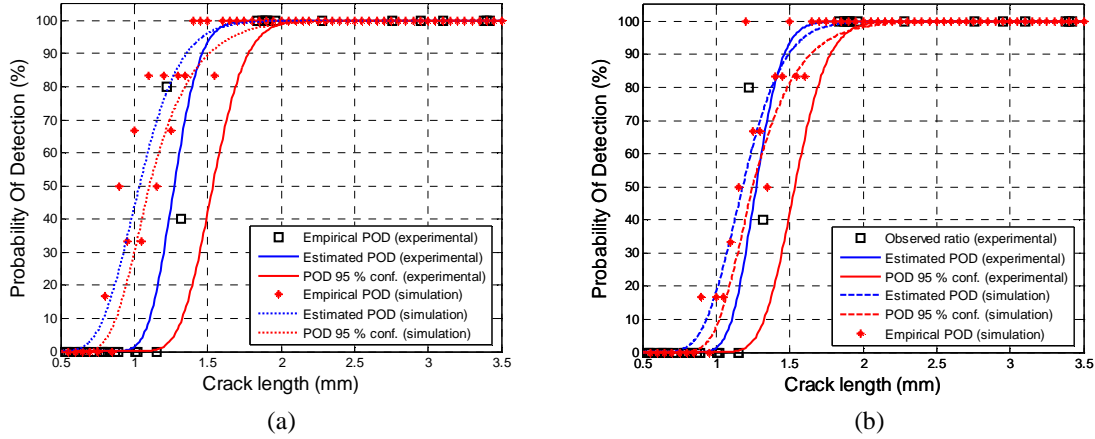 100
90
80
70
60
50
40
30
20
10
0
0.5
1
1.5
2
2.5
3
3.5
Probability Of Detection (%)
Crack length (mm)
Empirical POD (experimental)
Estimated POD (experimental)
POD 95 % conf. (experimental)
Empirical POD (simulation)
Estimated POD (simulation)
POD 95 % conf. (simulation)
(a)
100
90
80
70
60
50
40
30
20
10
0
0.5
1
1.5
2
2.5
3
3.5
Probability Of Detection (%)
Crack length (mm)
Observed ratio (experimental)
Estimated POD (experimental)
POD 95 % conf. (experimental)
Estimated POD (simulation)
POD 95 % conf. (simulation)
Empirical POD (simulation)
(b)